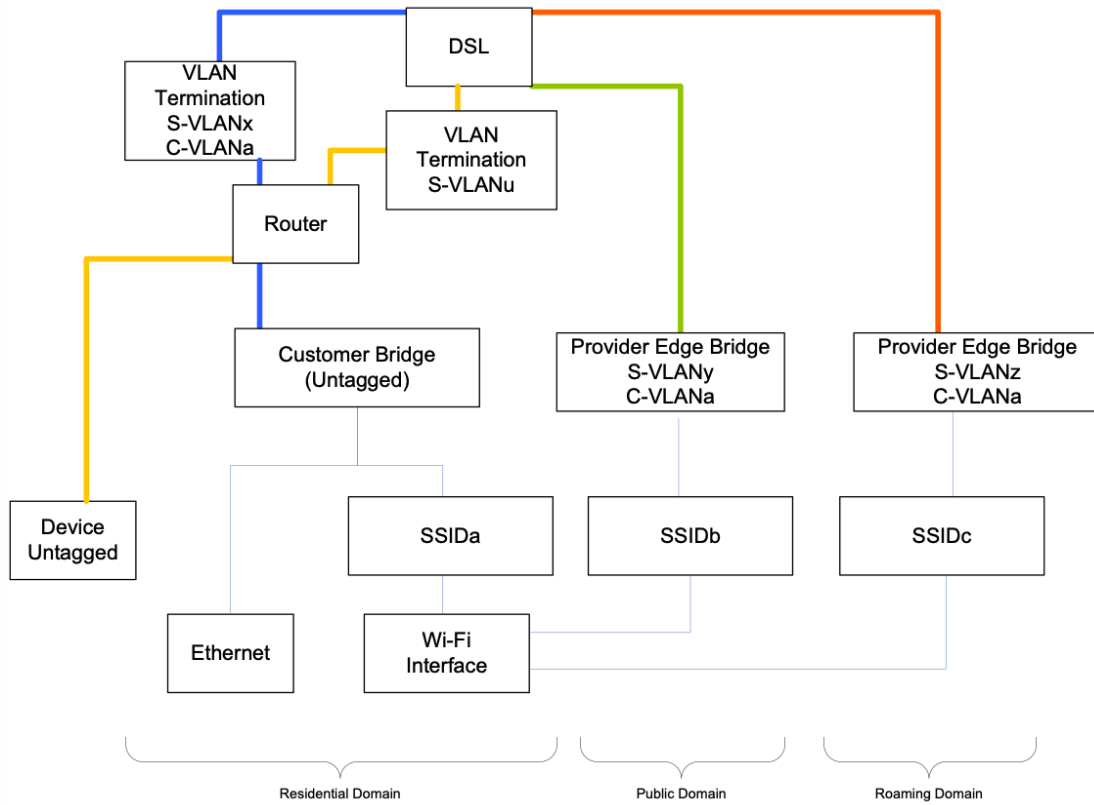 DSL
VLAN
Termination
S-VLANx
C-VLANa
VLAN
Termination
S-VLANu
Router
Customer Bridge
(Untagged)
Provider Edge Bridge
S-VLANy
C-VLANa
Provider Edge Bridge
S-VLANz
C-VLANa
Device
Untagged
SSIDa
SSIDb
SSIDc
Ethernet
Wi-Fi
Interface
Residential Domain
Public Domain
Roaming Domain